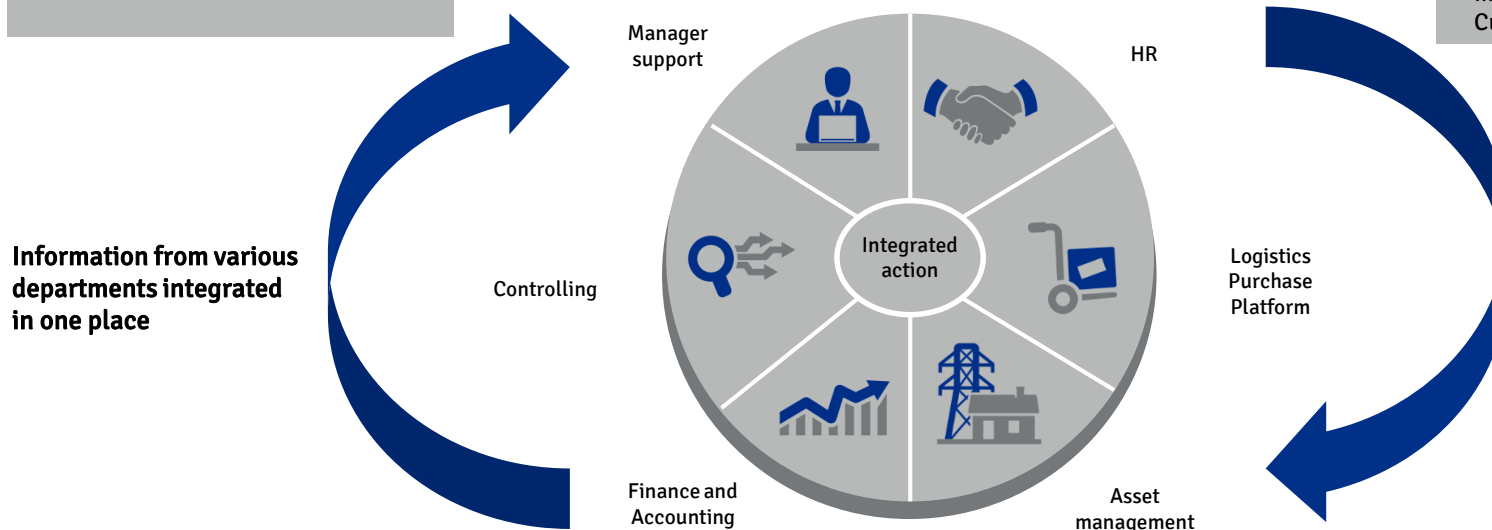 Manager
support
HR
Integrated
action
Information from various
departments integrated
in one place
Controlling
Logistics
Purchase
Platform
Finance and
Accounting
Asset
management